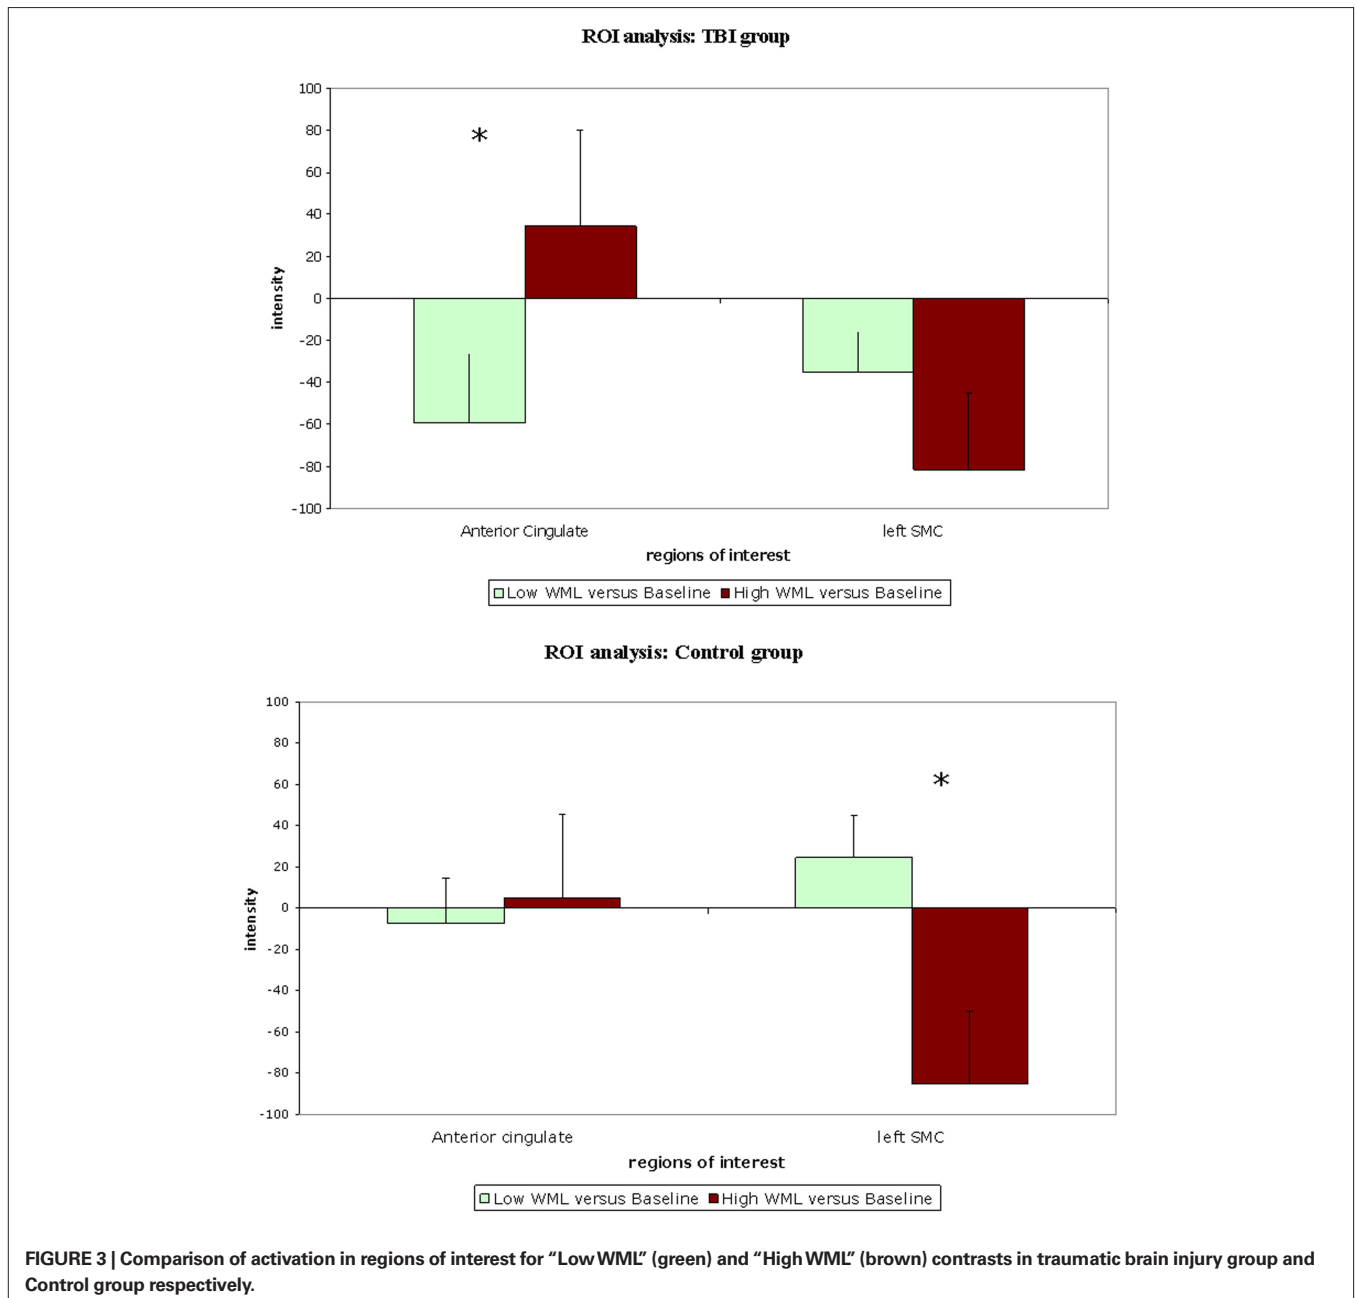 ROI analysis: TBI group
100
80
60
40
20
0
-20
-40
-60
-80
-100
intensity
*
Anterior Cingulate left SMC
regions of interest
Low WML versus Baseline High WML versus Baseline
ROI analysis: Control group
100
80
60
40
20
0
-20
-40
-60
-80
-100
intensity
*
Anterior cingulate left SMC
regions of interest
Low WML versus Baseline High WML versus Baseline
FIGURE 3 | Comparison of activation in regions of interest for “Low WML” (green) and “High WML” (brown) contrasts in traumatic brain injury group and
Control group respectively.